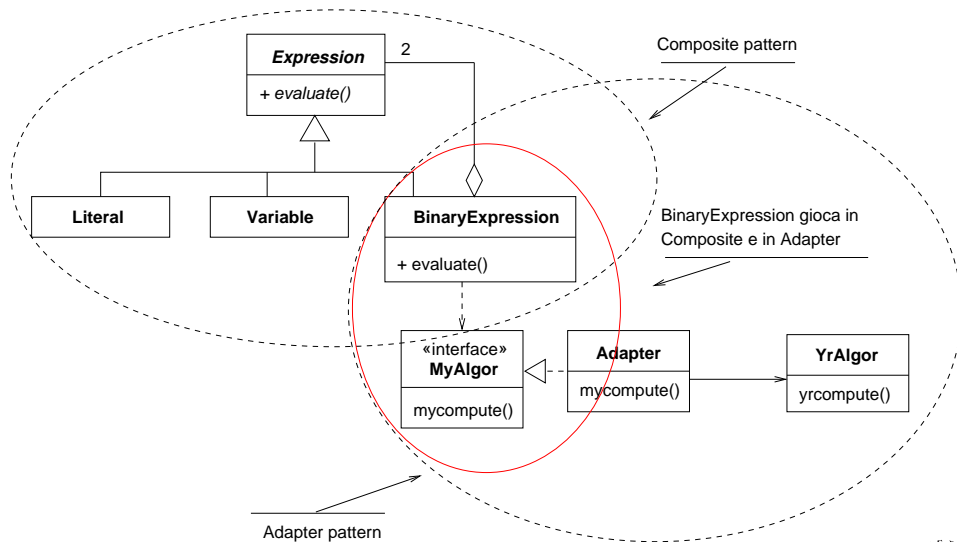 Composite pattern
Expression
2
+ evaluate()
Literal
Variable
BinaryExpression
+ evaluate()
BinaryExpression gioca in
Composite e in Adapter
«interface»
MyAlgor
mycompute()
Adapter
mycompute()
YrAlgor
yrcompute()
Adapter pattern